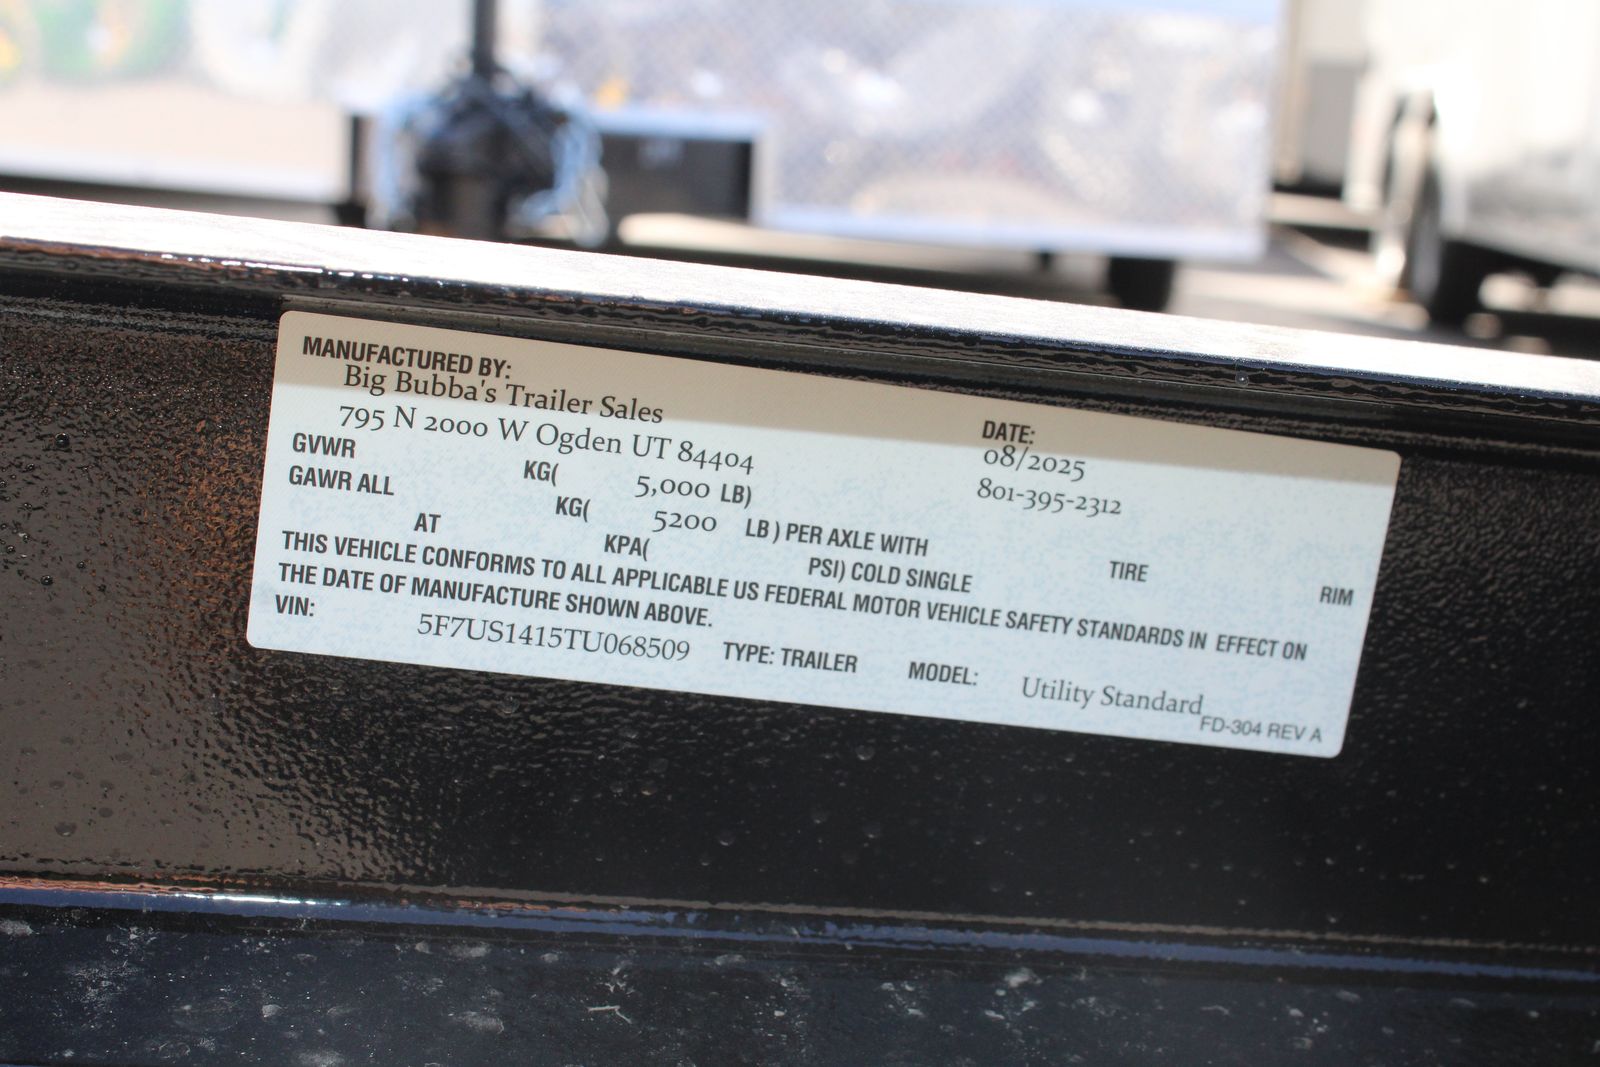 MANUFACTURED BY:
Big Bubba's Trailer Sales
795 N 2000 W Ogden UT 84404
DATE:
08/2025
801-395-2312
GVWR KG( 5,000 LB)
GAWR ALL KG( 5200 LB ) PER AXLE WITH TIRE RIM
AT KPA( PSI) COLD SINGLE
THIS VEHICLE CONFORMS TO ALL APPLICABLE US FEDERAL MOTOR VEHICLE SAFETY STANDARDS IN EFFECT ON
THE DATE OF MANUFACTURE SHOWN ABOVE.
VIN: 5F7US1415TU068509 TYPE: TRAILER MODEL: Utility Standard
FD-304 REV A